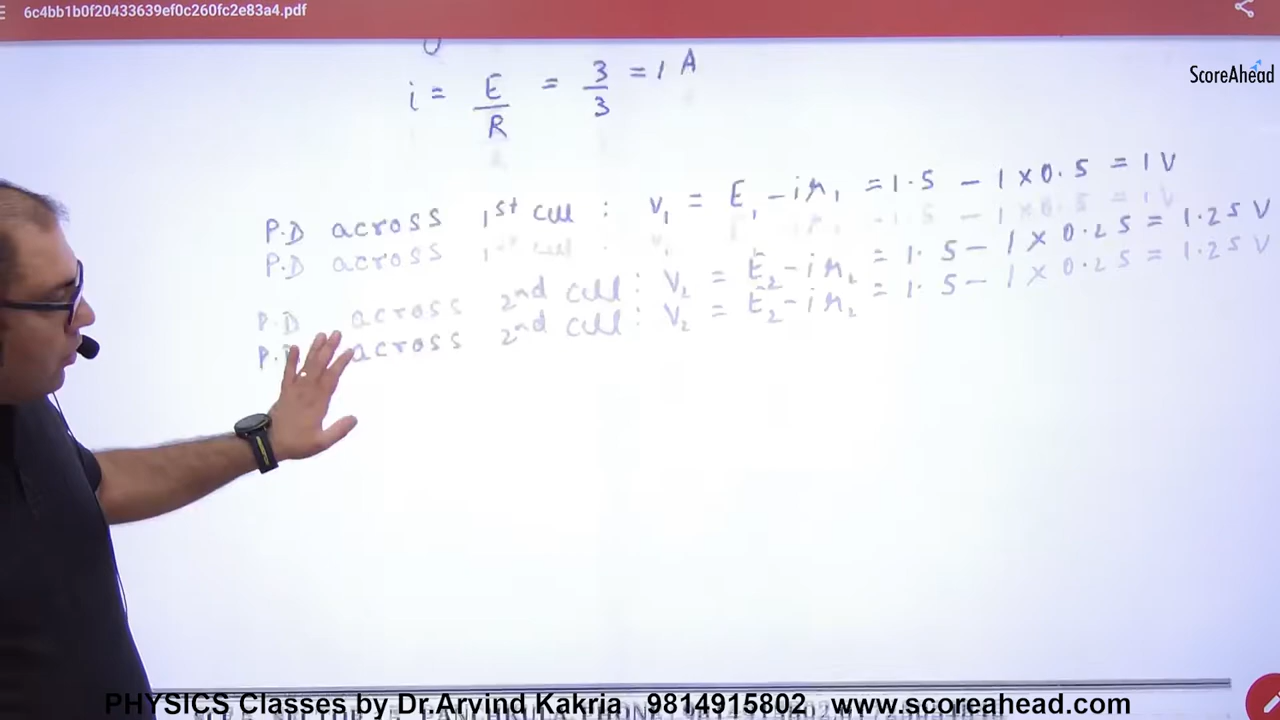 6c4bb1b0f20433639ef0c260fc2e83a4.pdf
ScoreAhead
i = E/R = 3/3 = 1 A
P.D across 1st cell : V₁ = E₁ - ir₁ = 1.5 - 1 × 0.5 = 1 V
P.D across 2nd cell : V₂ = E₂ - ir₂ = 1.5 - 1 × 0.25 = 1.25 V
PHYSICS Classes by Dr.Arvind Kakria 9814915802 www.scoreahead.com